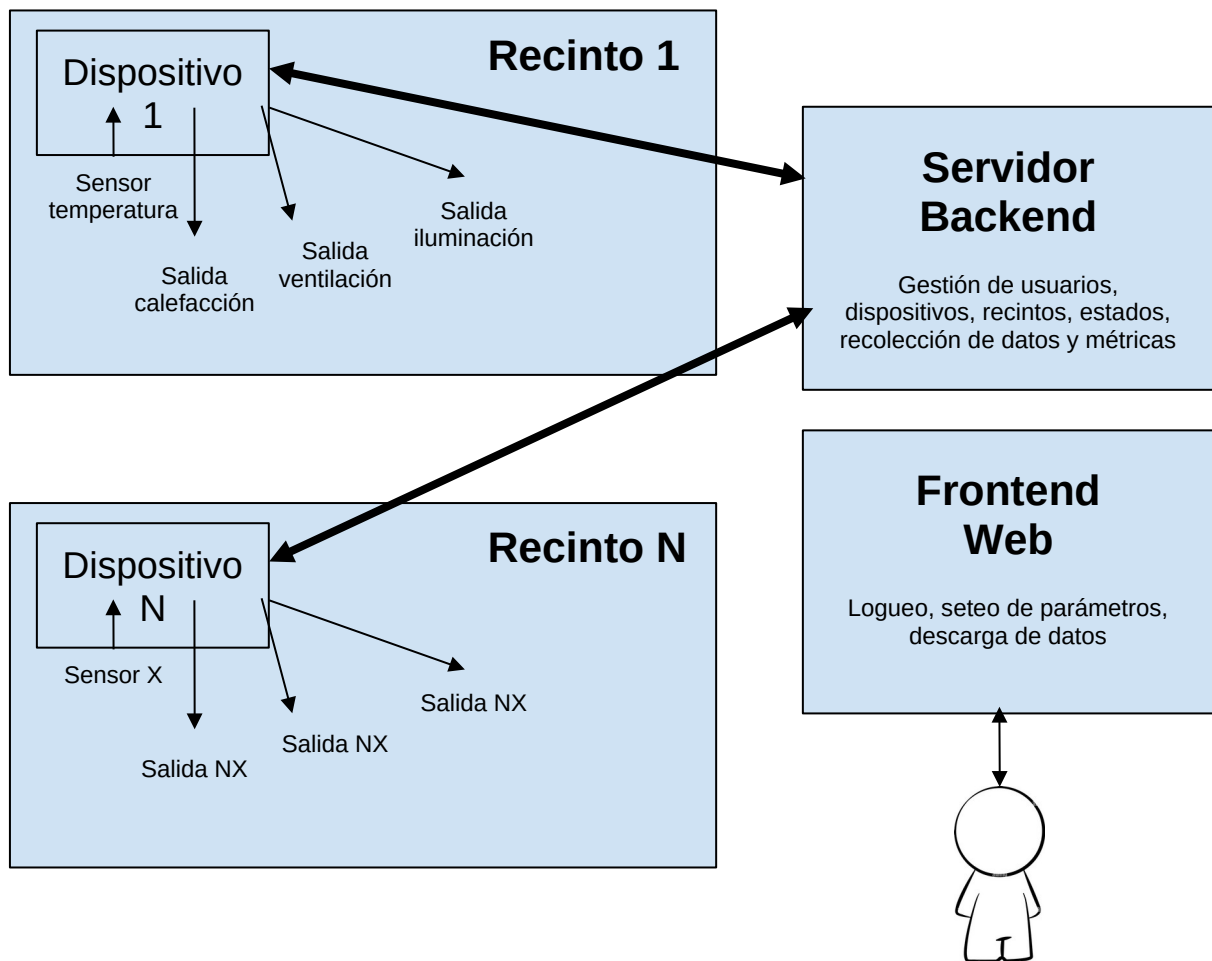 Recinto 1
Dispositivo
1
Sensor
temperatura
Salida
calefacción
Salida
ventilación
Salida
iluminación
Servidor
Backend
Gestión de usuarios,
dispositivos, recintos, estados,
recolección de datos y métricas
Frontend
Web
Logueo, seteo de parámetros,
descarga de datos
Recinto N
Dispositivo
N
Sensor X
Salida NX
Salida NX
Salida NX